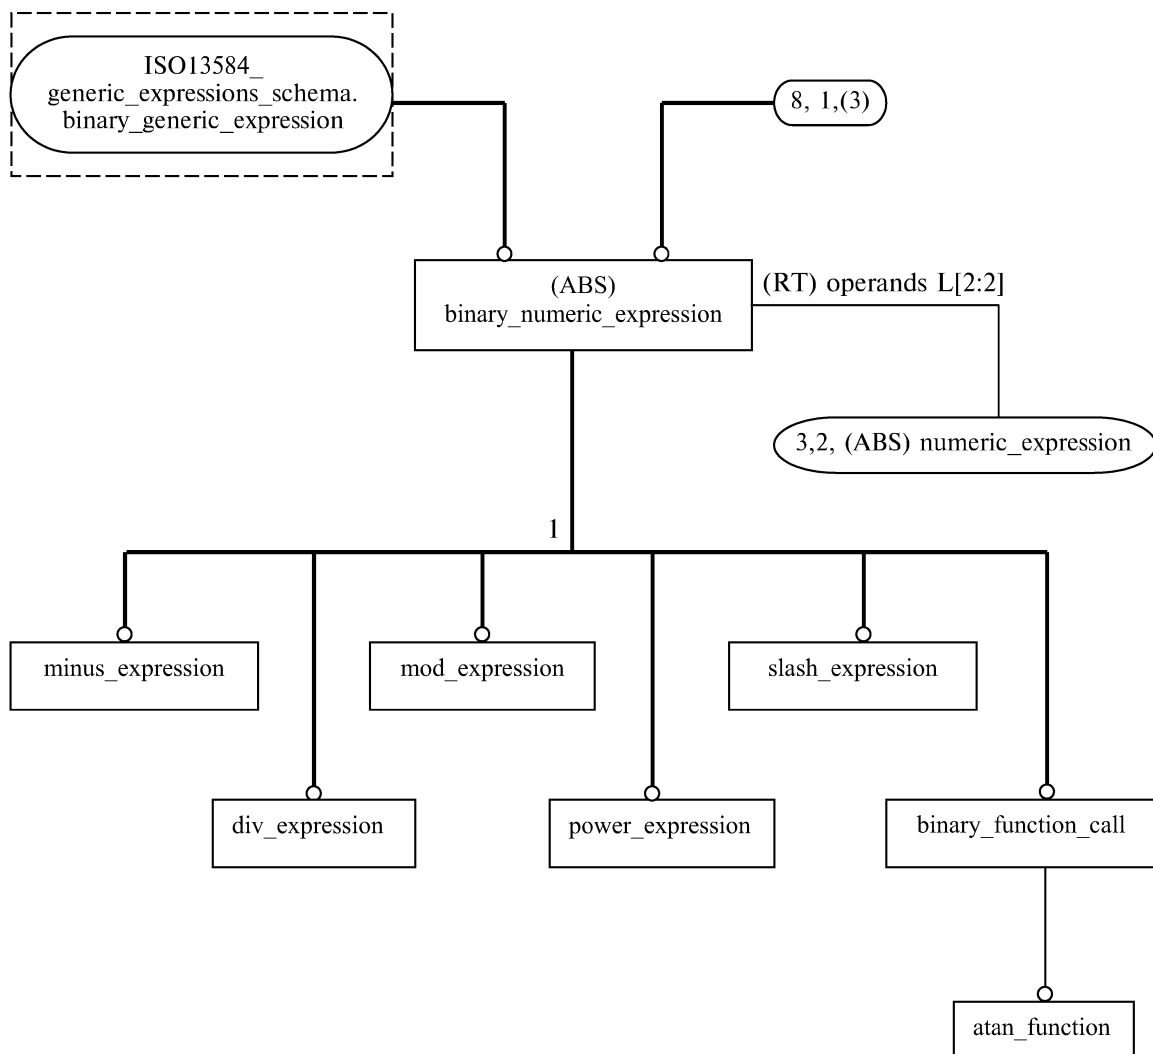 ISO13584_
generic_expressions_schema.
binary_generic_expression
8, 1,(3)
(ABS)
binary_numeric_expression
(RT) operands L[2:2]
3,2, (ABS) numeric_expression
1
minus_expression
mod_expression
slash_expression
div_expression
power_expression
binary_function_call
atan_function